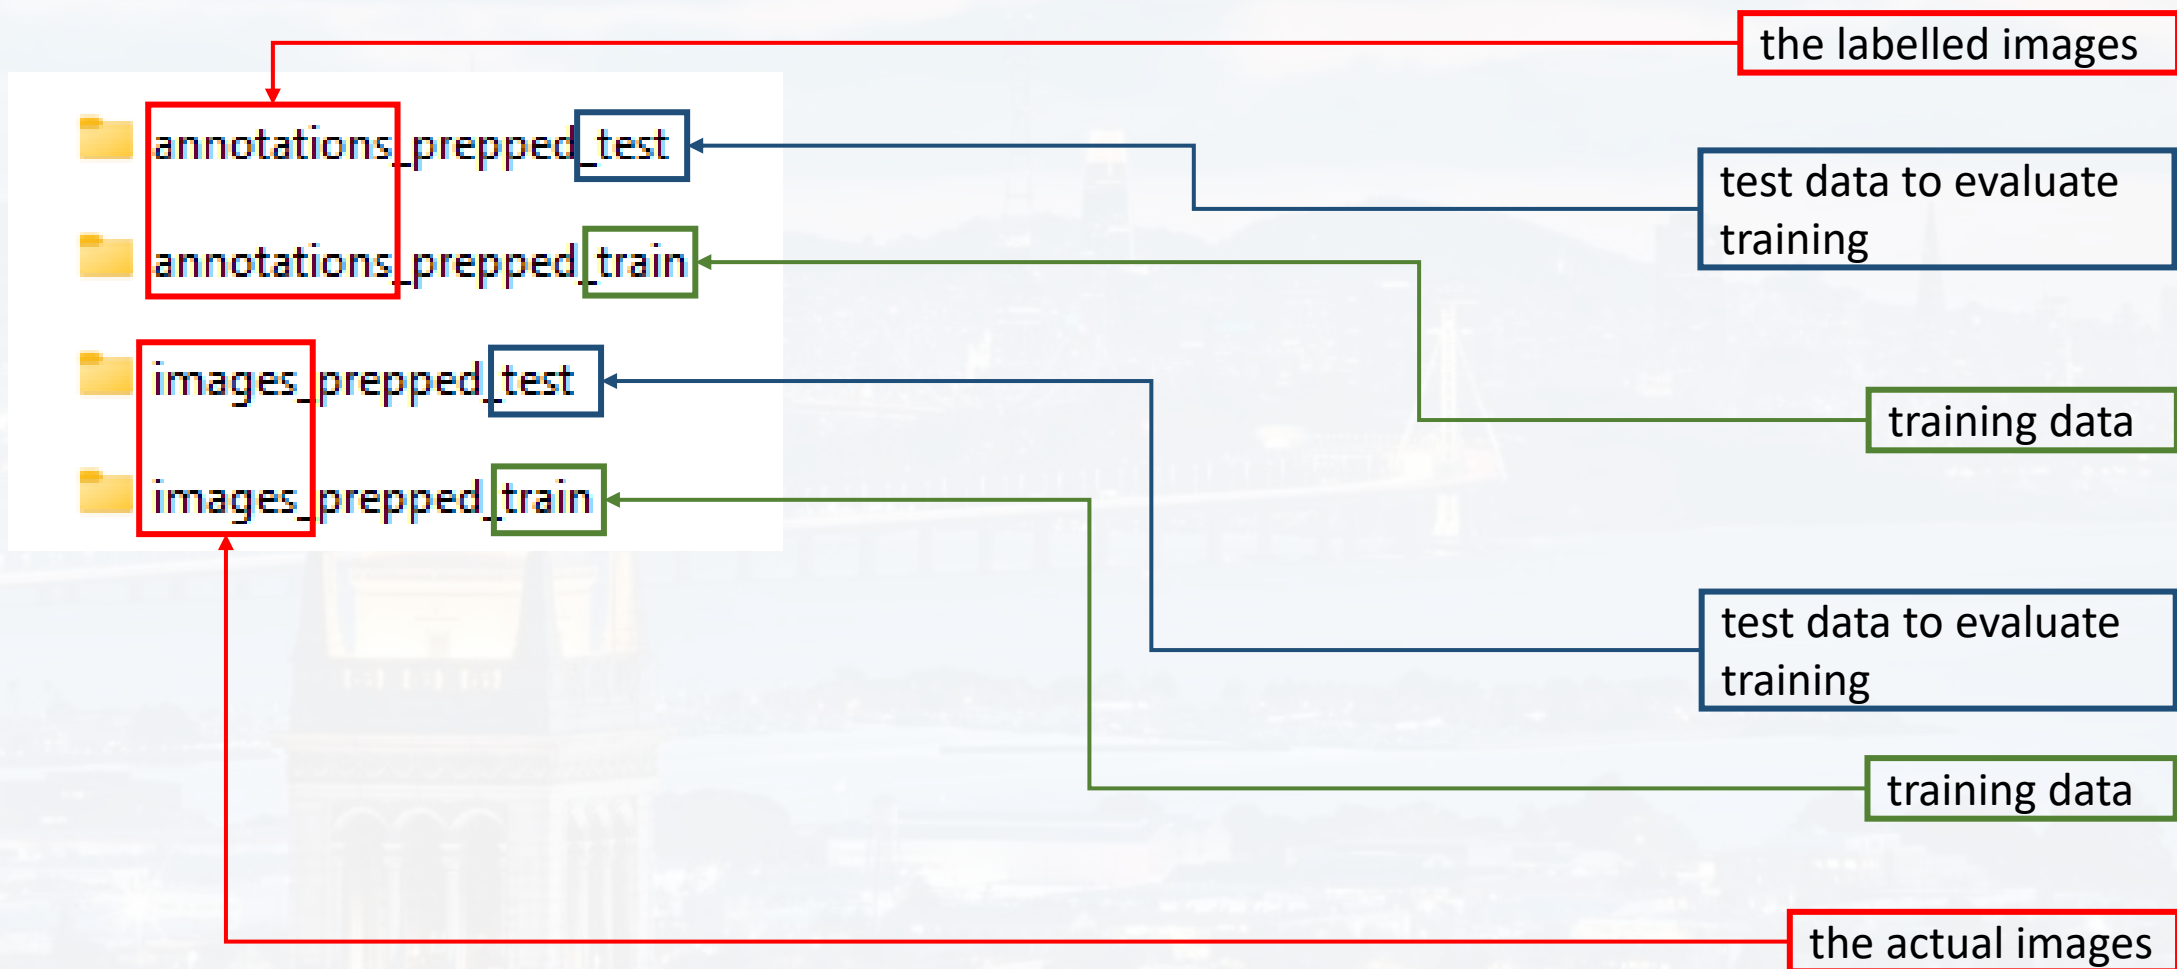 the labelled images
annotations_prepped_test
test data to evaluate
training
annotations_prepped_train
training data
images_prepped_test
images_prepped_train
test data to evaluate
training
training data
the actual images